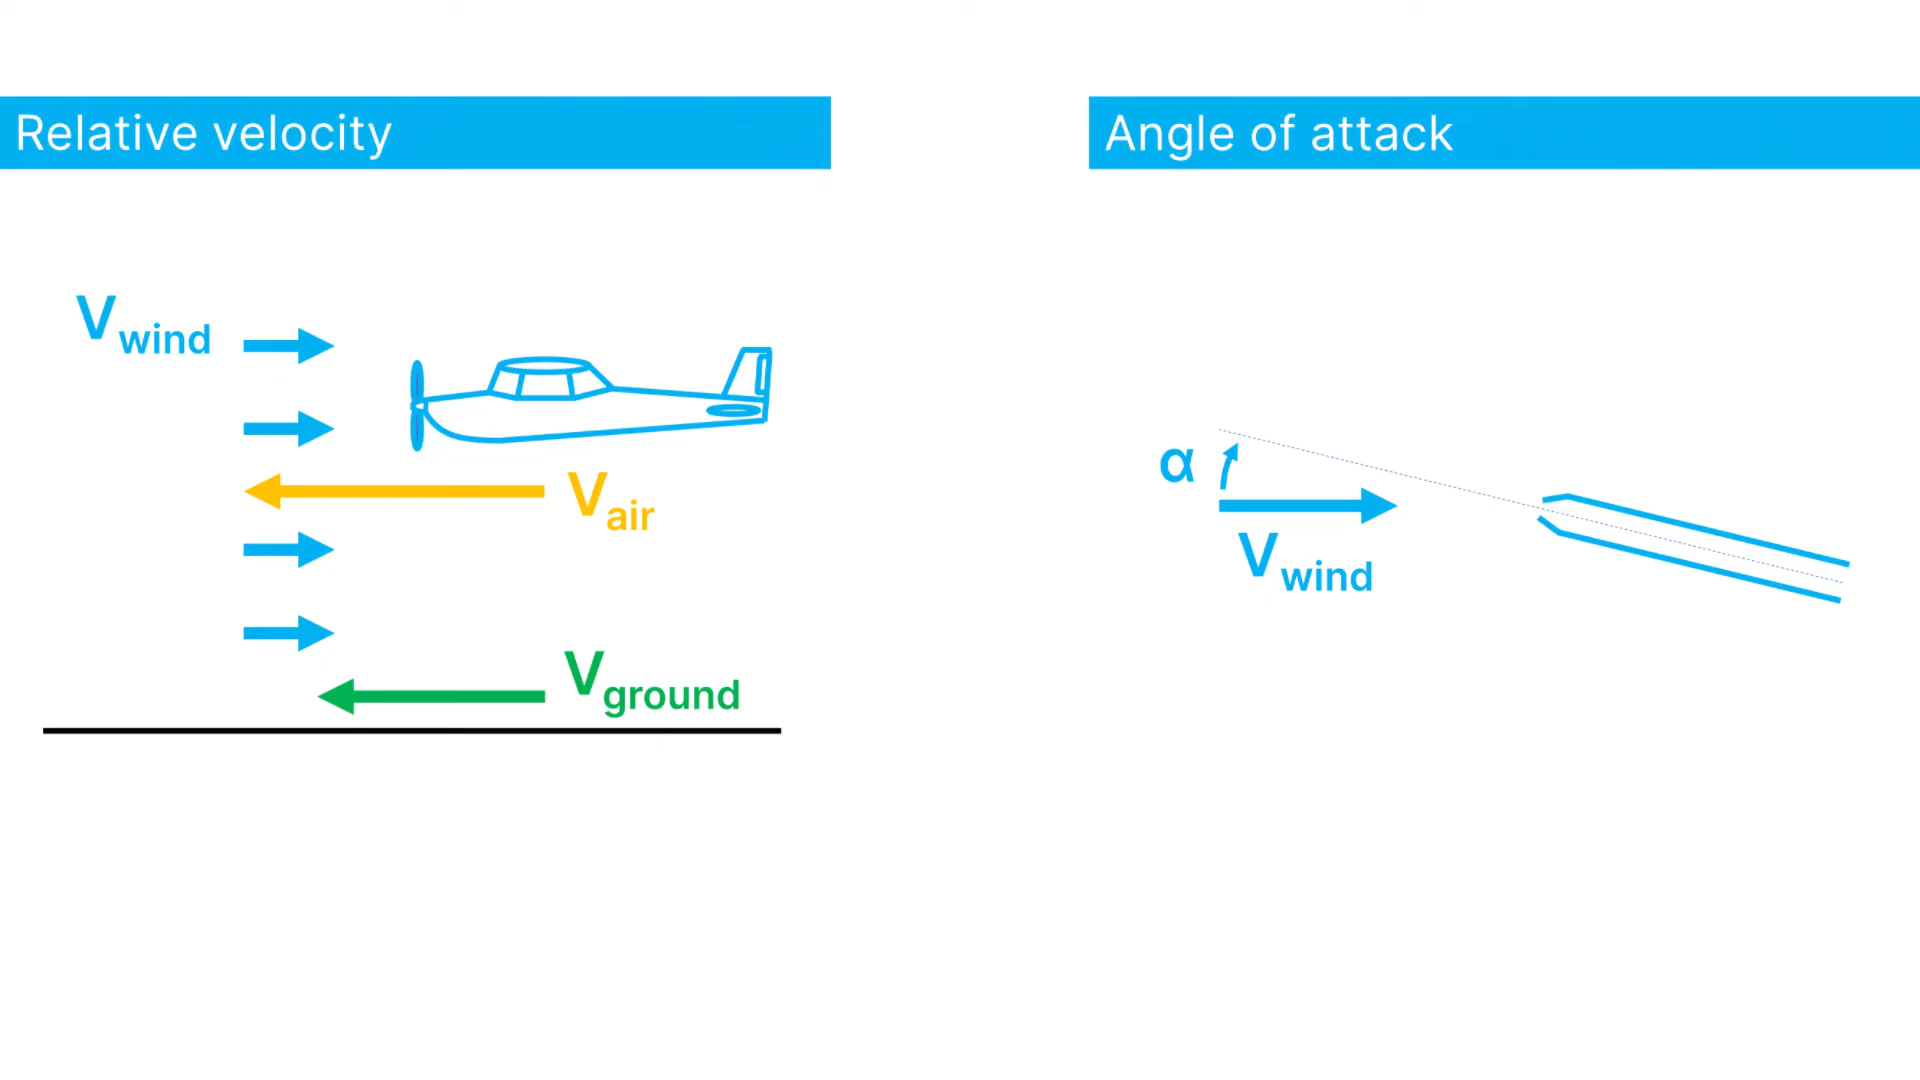 Relative velocity
Vwind
Vair
Vground
Angle of attack
α
Vwind